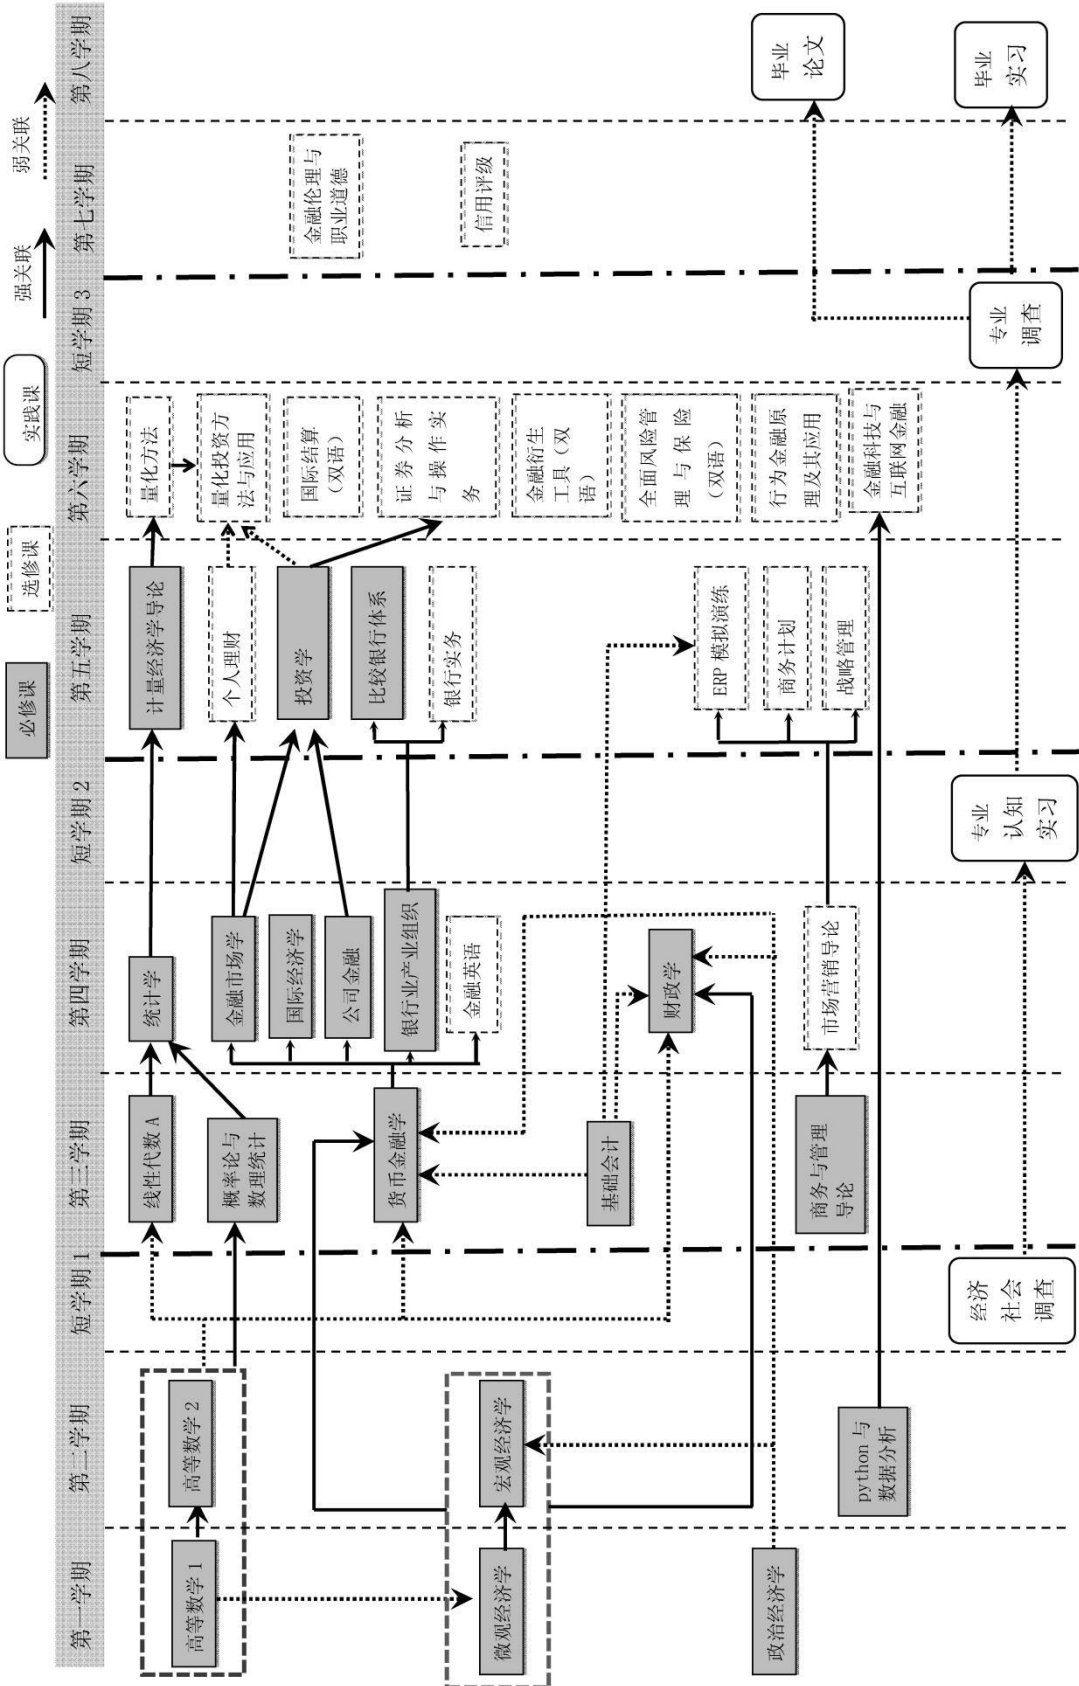 必修课
选修课
实践课
强关联
弱关联
第一学期
第二学期
短学期 1
第三学期
第四学期
短学期 2
第五学期
第六学期
短学期 3
第七学期
第八学期
高等数学 1
高等数学 2
微观经济学
宏观经济学
政治经济学
python 与
数据分析
经济
社会
调查
线性代数 A
概率论与
数理统计
货币金融学
基础会计
商务与管理
导论
统计学
金融市场学
国际经济学
公司金融
银行业产业组织
金融英语
财政学
市场营销导论
专业
认知
实习
计量经济学导论
个人理财
投资学
比较银行体系
银行实务
ERP 模拟演练
商务计划
战略管理
量化方法
量化投资方
法与应用
国际结算
(双语)
证 券 分 析
与 操 作 实
务
金融衍生
工具(双
语)
全面风险管
理 与 保 险
(双语)
行为金融原
理及其应用
金融科技与
互联网金融
专业
调查
金融伦理与
职业道德
信用评级
毕业
论文
毕业
实习